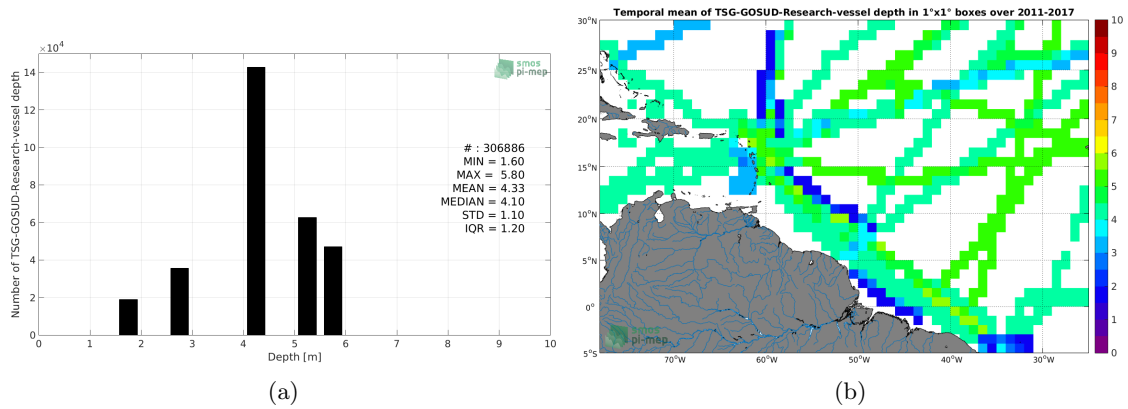 ×10⁴
14
12
10
8
6
4
2
0
Number of TSG-GOSUD-Research-vessel depth
smos
pi-mep
# : 306886
MIN = 1.60
MAX = 5.80
MEAN = 4.33
MEDIAN = 4.10
STD = 1.10
IQR = 1.20
0 1 2 3 4 5 6 7 8 9 10
Depth [m]
(a)
Temporal mean of TSG-GOSUD-Research-vessel depth in 1°x1° boxes over 2011-2017
30°N
25°N
20°N
15°N
10°N
5°N
0°
5°S
smos
pi-mep
70°W 60°W 50°W 40°W 30°W
10
9
8
7
6
5
4
3
2
1
0
(b)